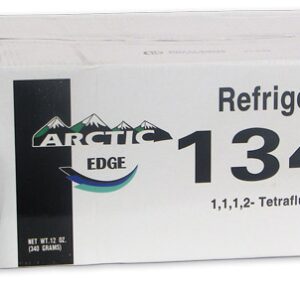 Refrige
ARCTIC
EDGE
134
1,1,1,2- Tetraflu
NET WT. 12 OZ.
(340 GRAMS)